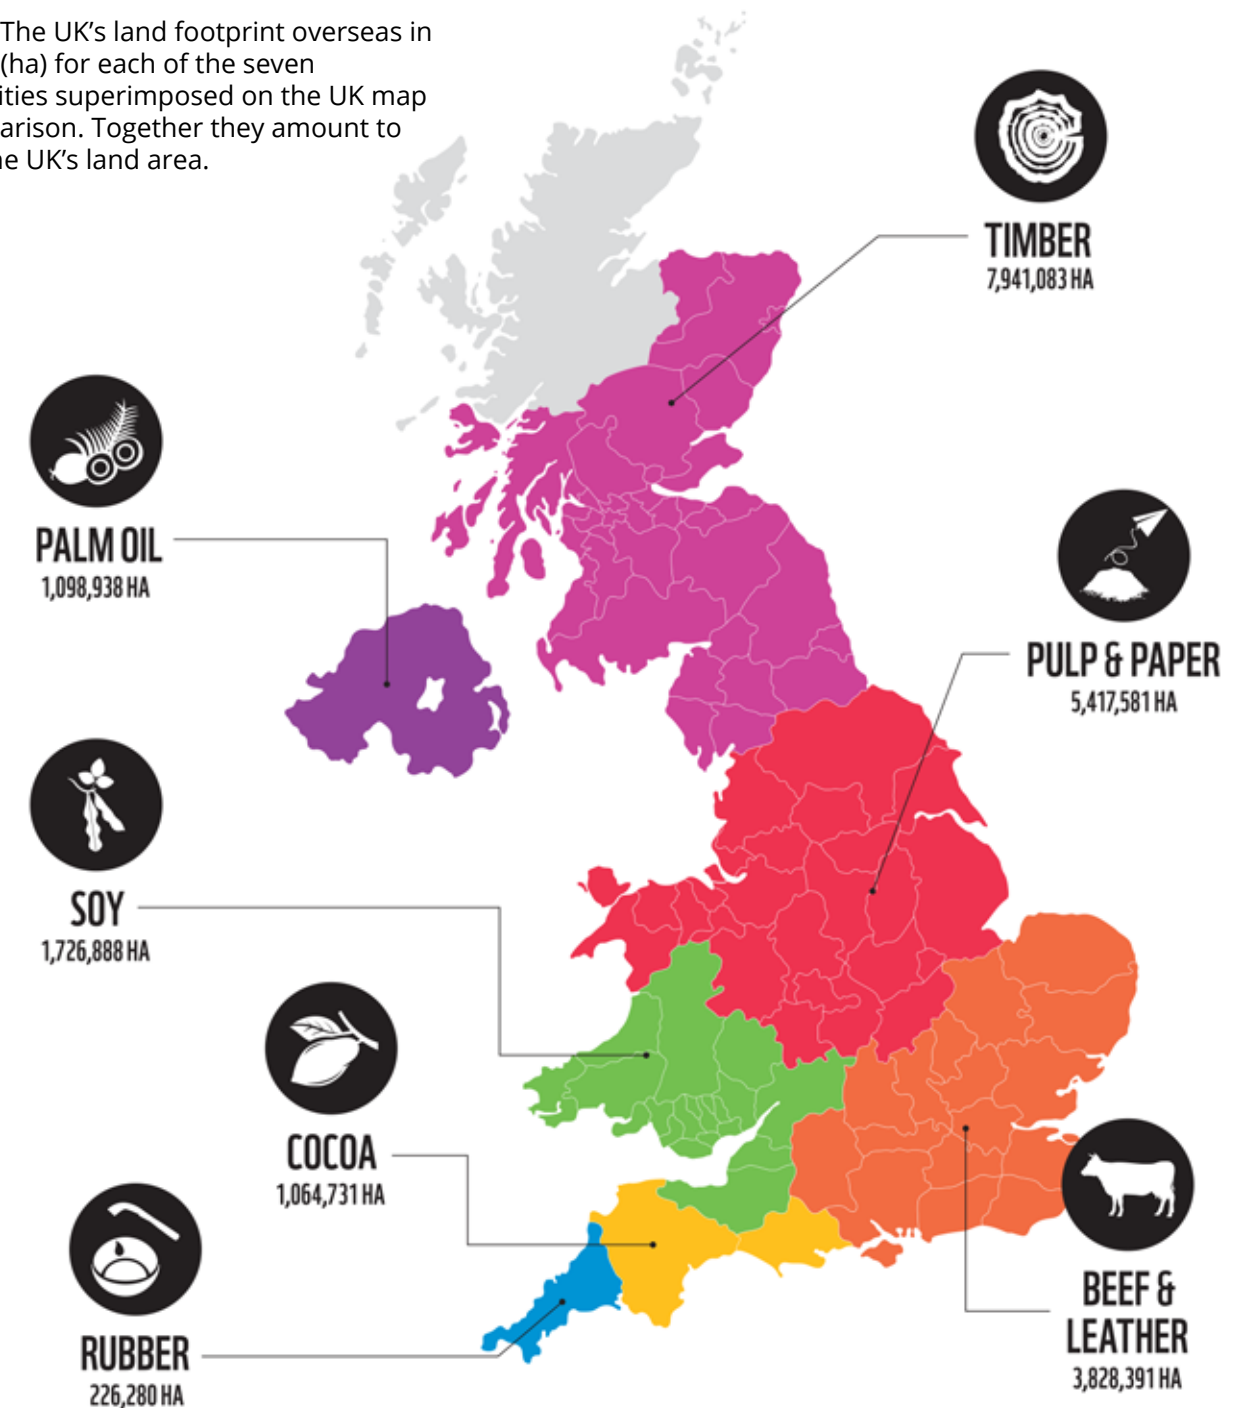 The UK’s land footprint overseas in
(ha) for each of the seven
ities superimposed on the UK map
arison. Together they amount to
e UK’s land area.
TIMBER
7,941,083 HA
PALM OIL
1,098,938 HA
PULP & PAPER
5,417,581 HA
SOY
1,726,888 HA
COCOA
1,064,731 HA
RUBBER
226,280 HA
BEEF &
LEATHER
3,828,391 HA